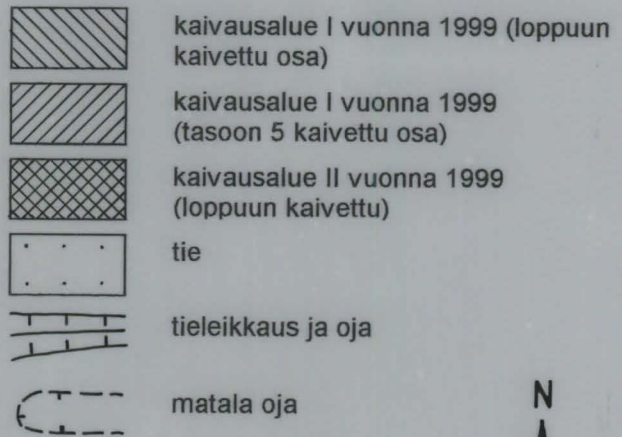 kaivausalue I vuonna 1999 (loppuun
kaivettu osa)
kaivausalue I vuonna 1999
(tasoon 5 kaivettu osa)
kaivausalue II vuonna 1999
(loppuun kaivettu)
tie
tieleikkaus ja oja
matala oja
N